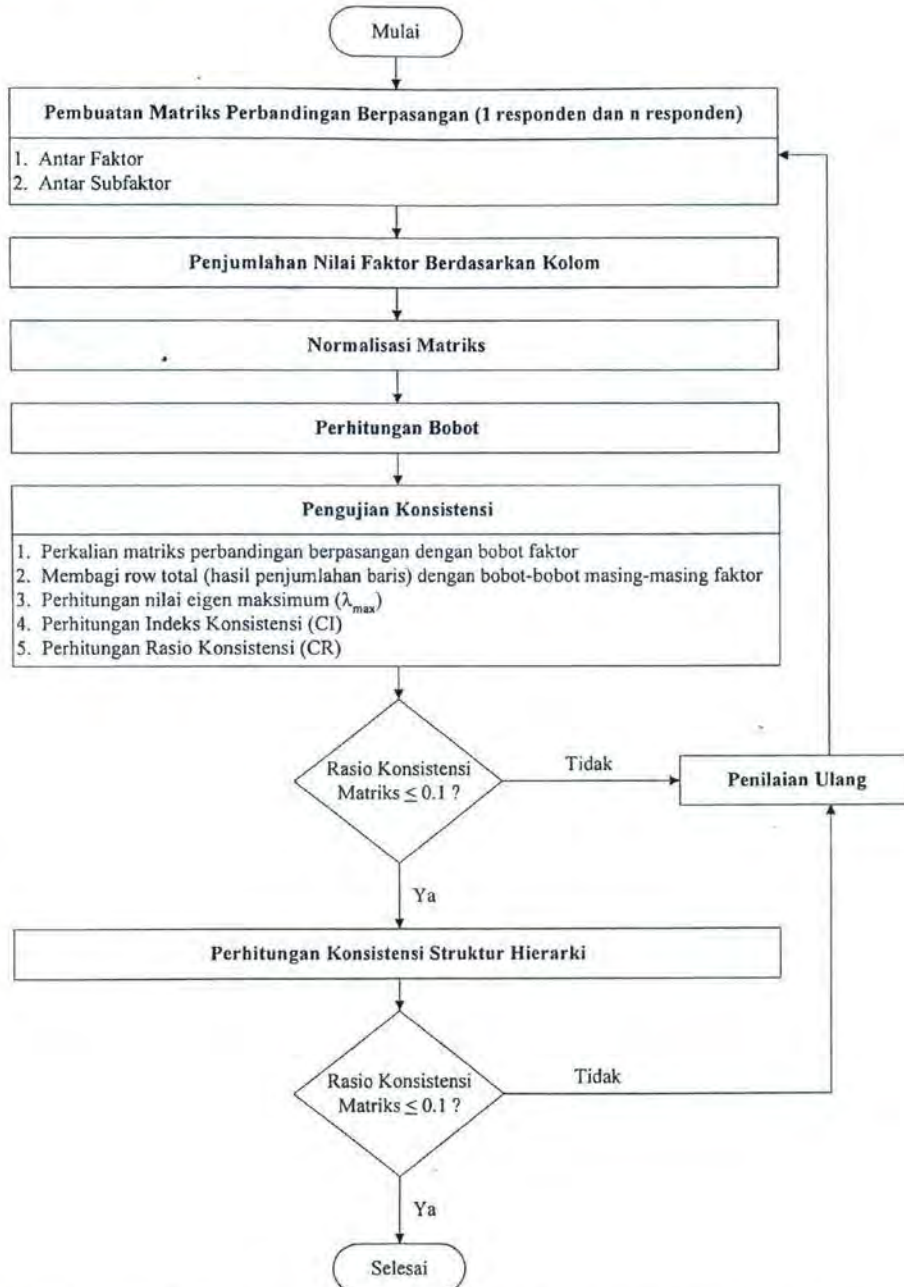 Mulai
Pembuatan Matriks Perbandingan Berpasangan (1 responden dan n responden)
1. Antar Faktor
2. Antar Subfaktor
Penjumlahan Nilai Faktor Berdasarkan Kolom
Normalisasi Matriks
Perhitungan Bobot
Pengujian Konsistensi
1. Perkalian matriks perbandingan berpasangan dengan bobot faktor
2. Membagi row total (hasil penjumlahan baris) dengan bobot-bobot masing-masing faktor
3. Perhitungan nilai eigen maksimum (λmax)
4. Perhitungan Indeks Konsistensi (CI)
5. Perhitungan Rasio Konsistensi (CR)
Rasio Konsistensi
Matriks ≤ 0.1 ?
Tidak
Penilaian Ulang
Ya
Perhitungan Konsistensi Struktur Hierarki
Rasio Konsistensi
Matriks ≤ 0.1 ?
Tidak
Ya
Selesai